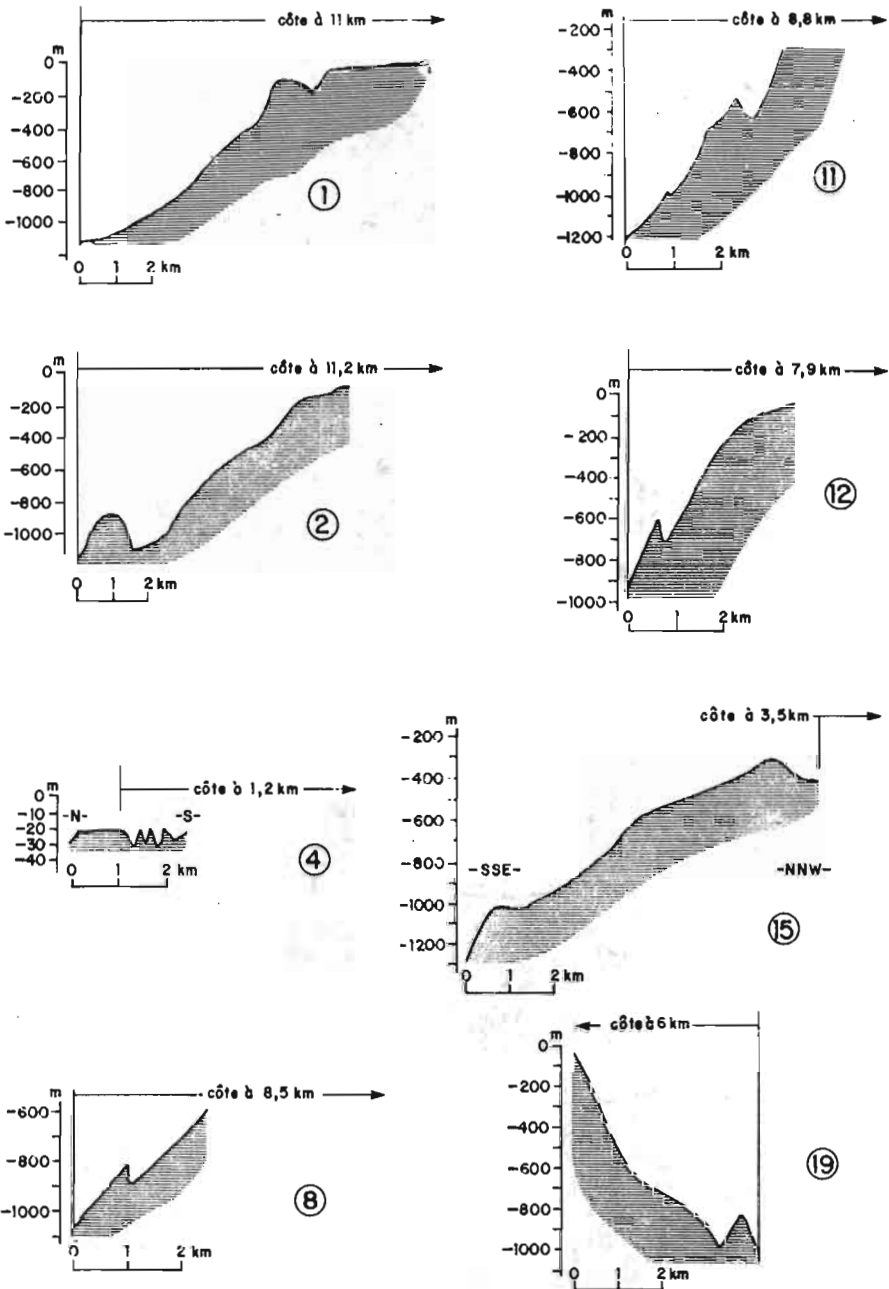 côte à 11 km
m
0
-200
-400
-600
-800
-1000
0 1 2 km
①
côte à 8,8 km
-200
-400
-600
-800
-1000
-1200
0 1 2 km
⑪
côte à 11,2 km
m
0
-200
-400
-600
-800
-1000
0 1 2 km
②
côte à 7,9 km
m
0
-200
-400
-600
-800
-1000
0 1 2 km
⑫
côte à 1,2 km
0
-10
-20
-30
-40
-N- -S-
0 1 2 km
④
côte à 3,5 km
m
-200
-400
-600
-800
-1000
-1200
-SSE- -NNW-
0 1 2 km
⑮
côte à 8,5 km
m
-600
-800
-1000
0 1 2 km
⑧
côte à 6 km
m
0
-200
-400
-600
-800
-1000
0 1 2 km
⑲